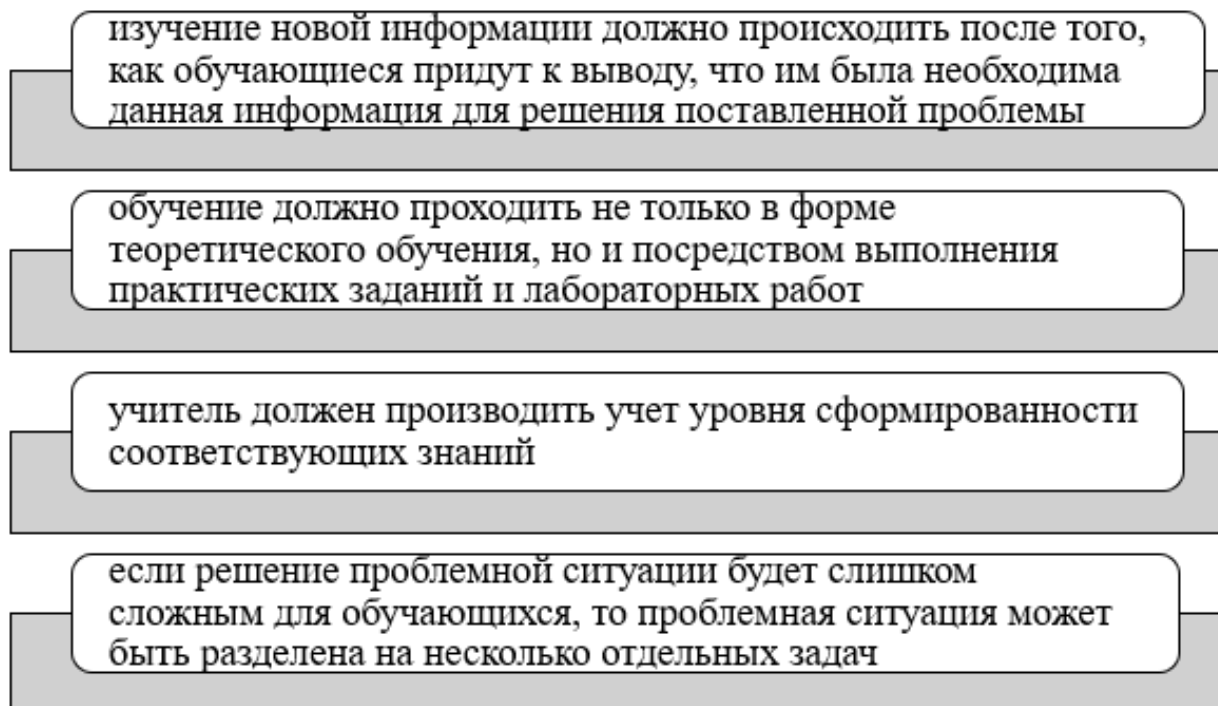 изучение новой информации должно происходить после того,
как обучающиеся придут к выводу, что им была необходима
данная информация для решения поставленной проблемы
обучение должно проходить не только в форме
теоретического обучения, но и посредством выполнения
практических заданий и лабораторных работ
учитель должен производить учет уровня сформированности
соответствующих знаний
если решение проблемной ситуации будет слишком
сложным для обучающихся, то проблемная ситуация может
быть разделена на несколько отдельных задач